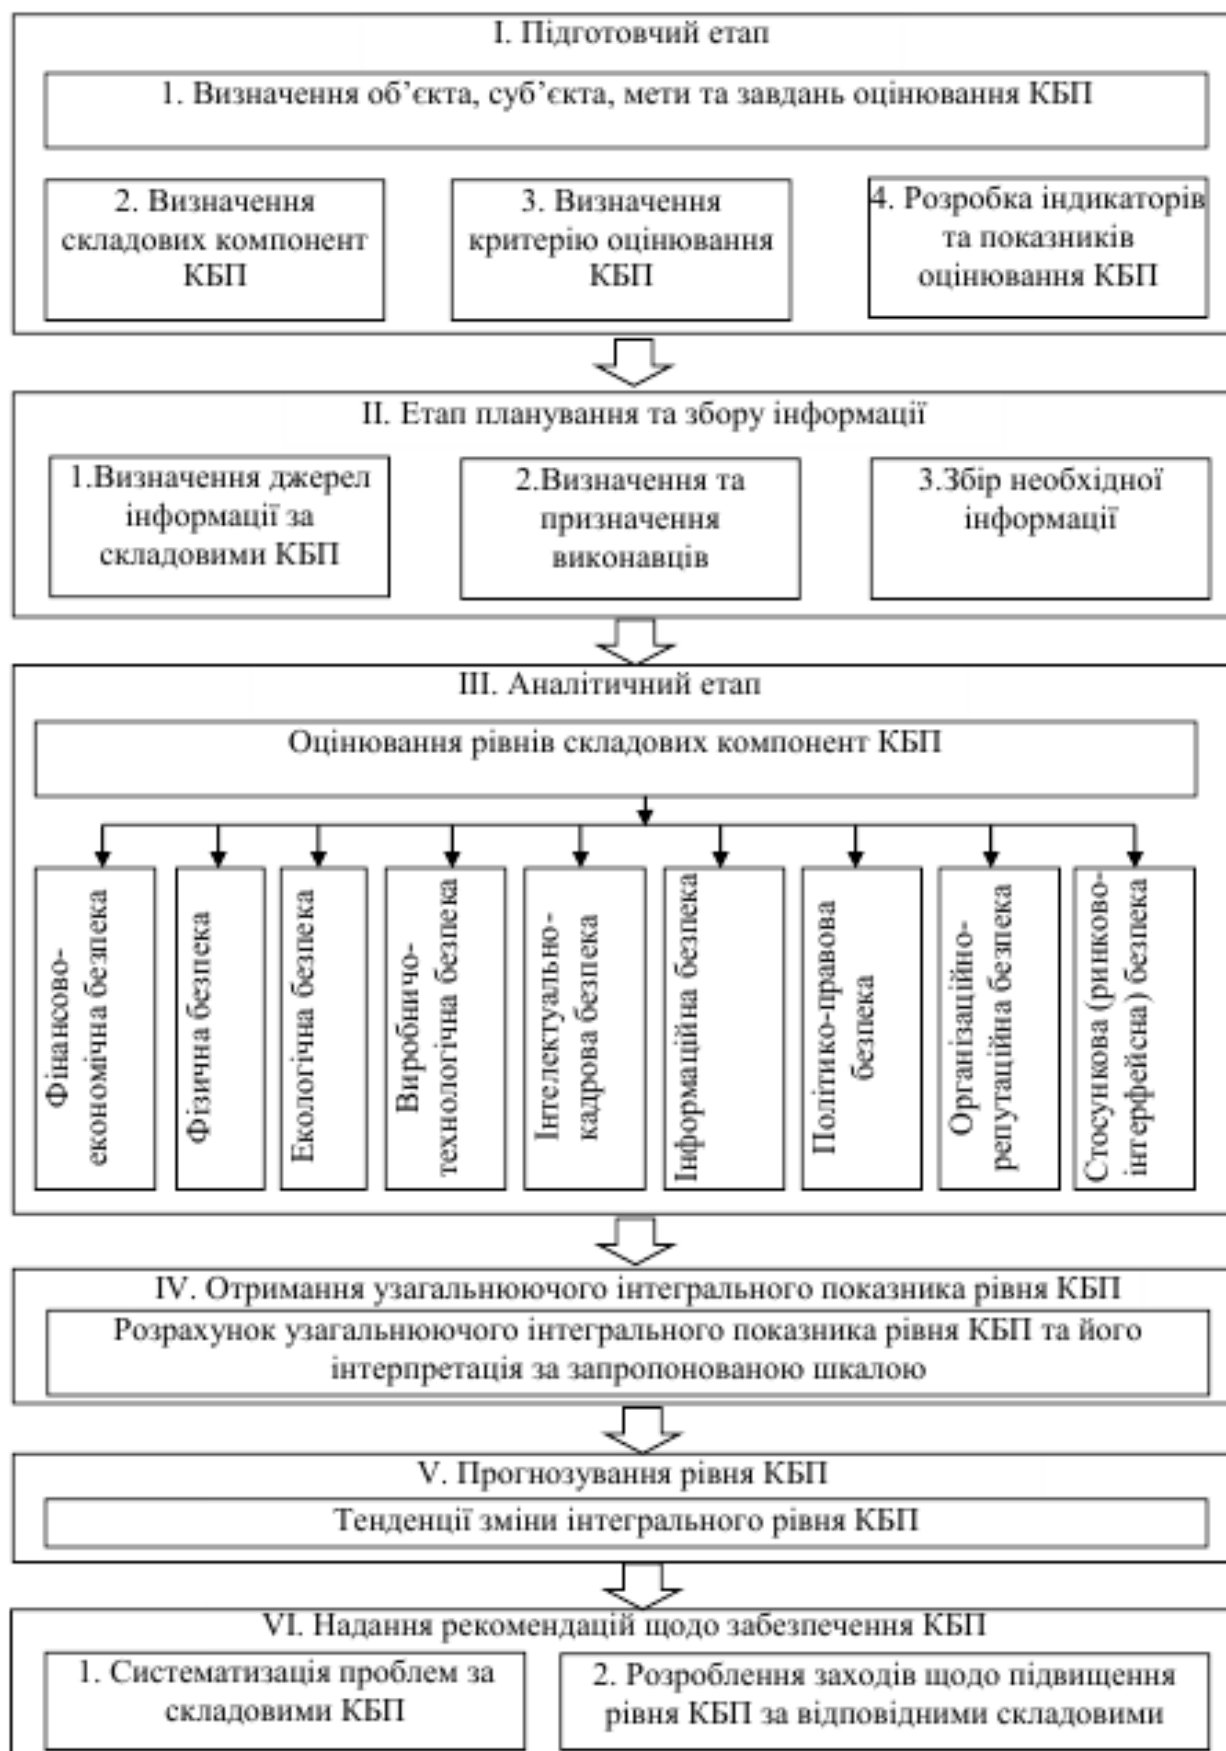 I. Підготовчий етап
1. Визначення об’єкта, суб’єкта, мети та завдань оцінювання КБП
2. Визначення
складових компонент
КБП
3. Визначення
критерію оцінювання
КБП
4. Розробка індикаторів
та показників
оцінювання КБП
II. Етап планування та збору інформації
1.Визначення джерел
інформації за
складовими КБП
2.Визначення та
призначення
виконавців
3.Збір необхідної
інформації
III. Аналітичний етап
Оцінювання рівнів складових компонент КБП
Фінансово-
економічна безпека
Фізична безпека
Екологічна безпека
Виробничо-
технологічна безпека
Інтелектуально-
кадрова безпека
Інформаційна безпека
Політико-правова
безпека
Організаційно-
репутаційна безпека
Стосункова (ринково-
інтерфейсна) безпека
IV. Отримання узагальнюючого інтегрального показника рівня КБП
Розрахунок узагальнюючого інтегрального показника рівня КБП та його
інтерпретація за запропонованою шкалою
V. Прогнозування рівня КБП
Тенденції зміни інтегрального рівня КБП
VI. Надання рекомендацій щодо забезпечення КБП
1. Систематизація проблем за
складовими КБП
2. Розроблення заходів щодо підвищення
рівня КБП за відповідними складовими